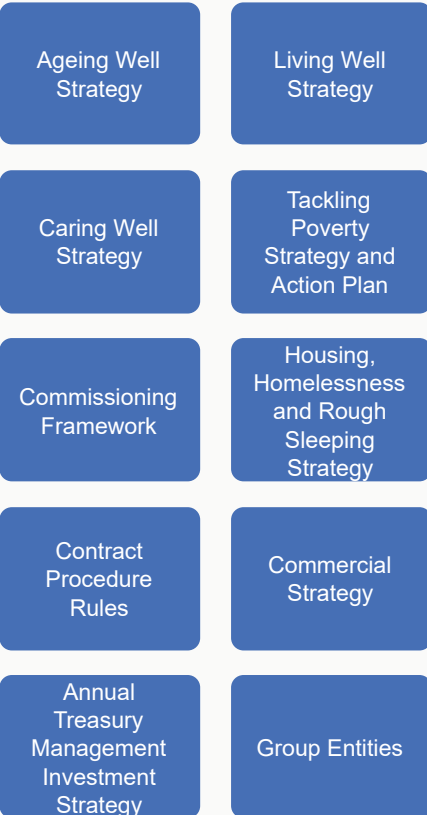 Ageing Well
Strategy
Living Well
Strategy
Caring Well
Strategy
Tackling
Poverty
Strategy and
Action Plan
Commissioning
Framework
Housing,
Homelessness
and Rough
Sleeping
Strategy
Contract
Procedure
Rules
Commercial
Strategy
Annual
Treasury
Management
Investment
Strategy
Group Entities